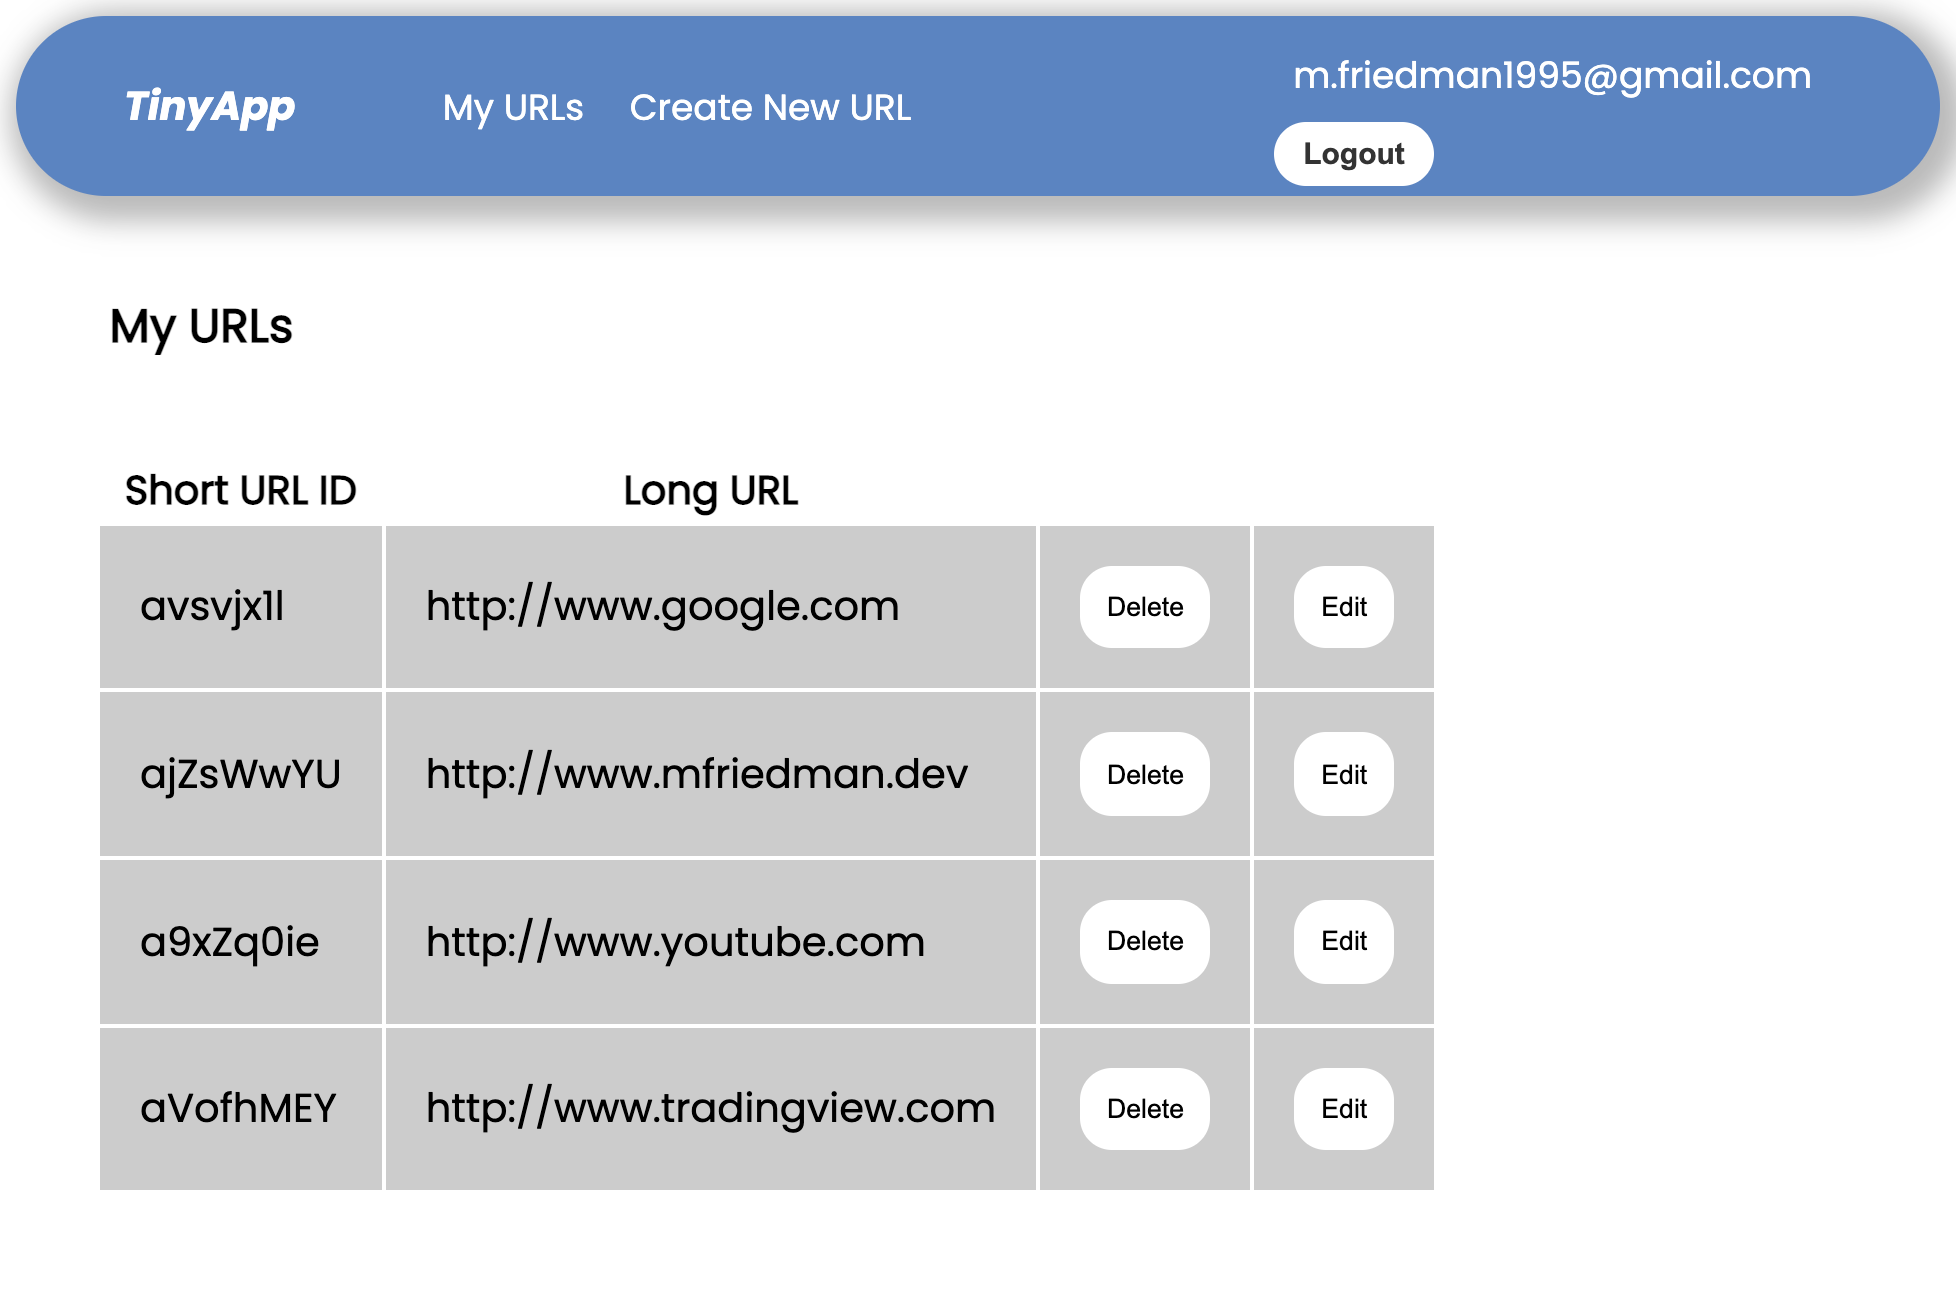 TinyApp My URLs Create New URL m.friedman1995@gmail.com
Logout
My URLs
Short URL ID Long URL
avsvjx1l http://www.google.com Delete Edit
ajZsWwYU http://www.mfriedman.dev Delete Edit
a9xZq0ie http://www.youtube.com Delete Edit
aVofhMEY http://www.tradingview.com Delete Edit